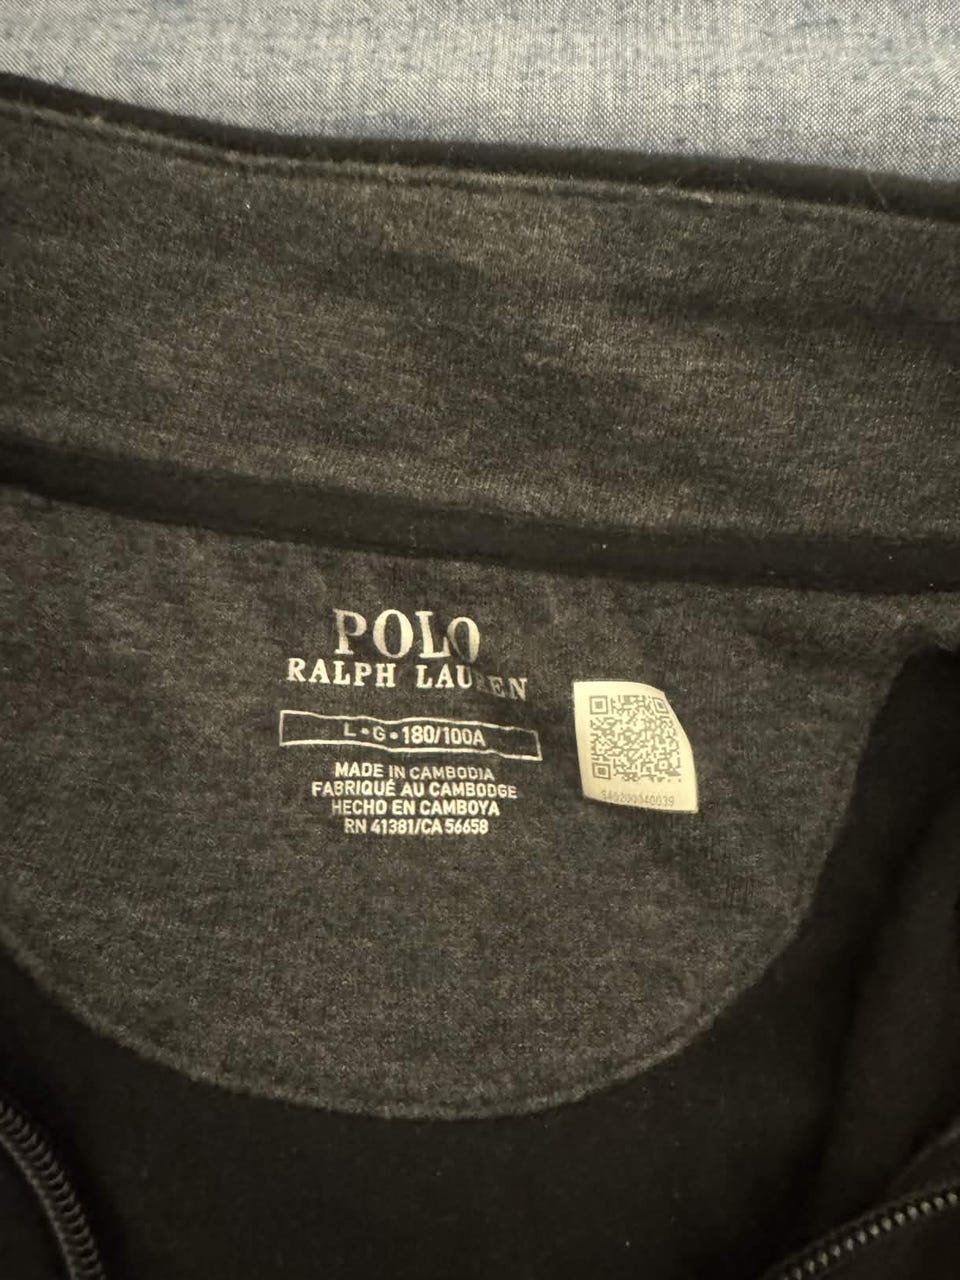 POLO
RALPH LAUREN
L•G•180/100A
MADE IN CAMBODIA
FABRIQUÉ AU CAMBODGE
HECHO EN CAMBOYA
RN 41381/CA 56658